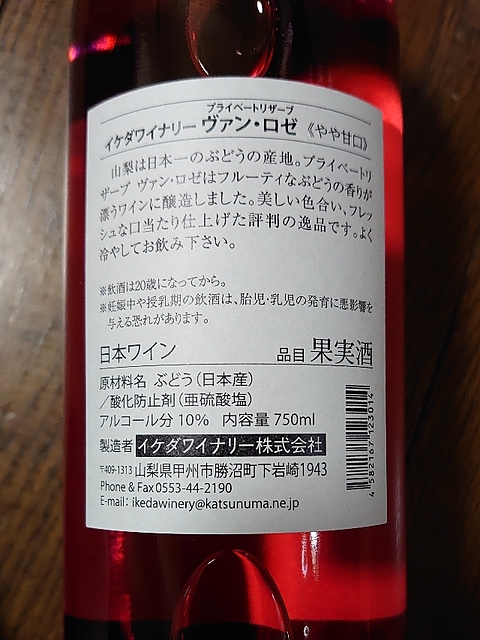 プライベートリザーブ
イケダワイナリー ヴァン・ロゼ 《やや甘口》
山梨は日本一のぶどうの産地。プライベートリ
ザーブ ヴァン・ロゼはフルーティなぶどうの香りが
漂うワインに醸造しました。美しい色合い、フレッ
シュな口当たり仕上げた評判の逸品です。よく
冷やしてお飲み下さい。
※飲酒は20歳になってから。
※妊娠中や授乳期の飲酒は、胎児・乳児の発育に悪影響を
与える恐れがあります。
日本ワイン 品目 果実酒
原材料名 ぶどう（日本産）
／酸化防止剤（亜硫酸塩）
アルコール分 10% 内容量 750ml
製造者 イケダワイナリー株式会社
〒409-1313 山梨県甲州市勝沼町下岩崎1943
Phone & Fax 0553-44-2190
E-mail: ikedawinery@katsunuma.ne.jp
4 582167 123014